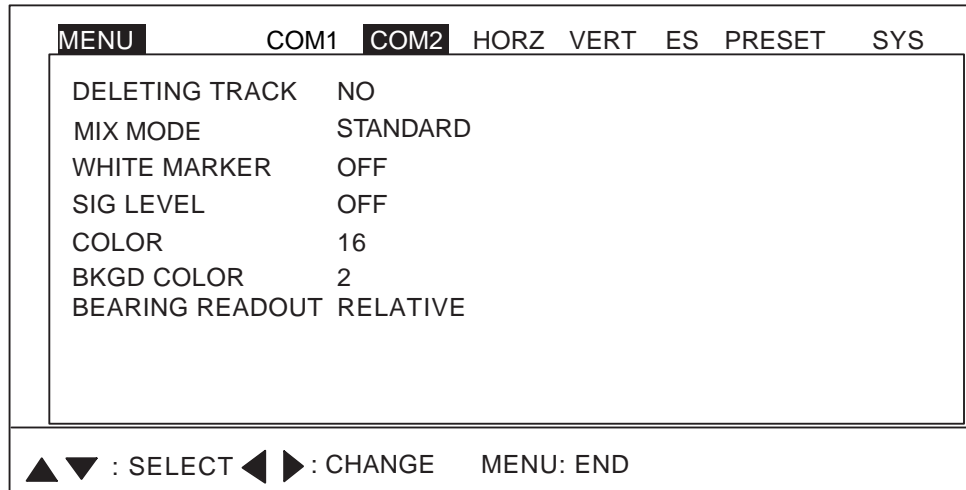 MENU COM1 COM2 HORZ VERT ES PRESET SYS
DELETING TRACK NO
MIX MODE STANDARD
WHITE MARKER OFF
SIG LEVEL OFF
COLOR 16
BKGD COLOR 2
BEARING READOUT RELATIVE
▲ ▼ : SELECT ◀ ▶ : CHANGE MENU: END